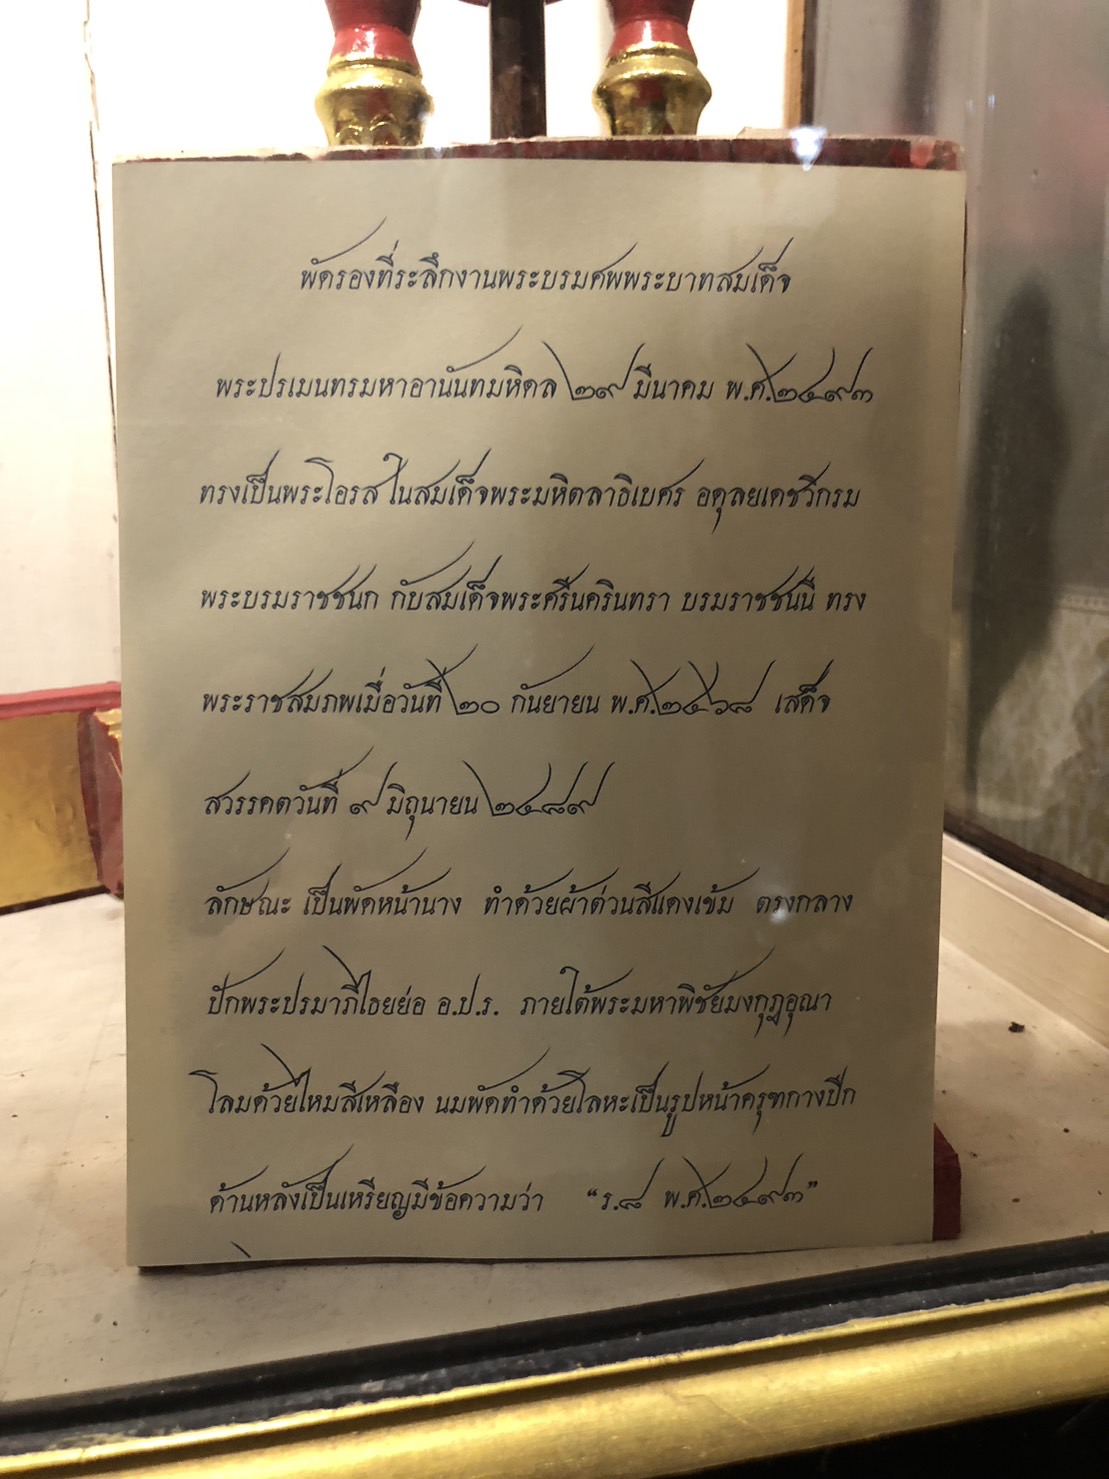 พัดรองที่ระลึกงานพระบรมศพพระบาทสมเด็จ
พระปรเมนทรมหาอานันทมหิดล ๒๙ มีนาคม พ.ศ.๒๔๙๓
ทรงเป็นพระโอรส ในสมเด็จพระมหิตลาธิเบศร อดุลยเดชวิกรม
พระบรมราชชนก กับสมเด็จพระศรีนครินทรา บรมราชชนนี ทรง
พระราชสมภพเมื่อวันที่ ๒๐ กันยายน พ.ศ.๒๔๖๘ เสด็จ
สวรรคตวันที่ ๙ มิถุนายน ๒๔๘๙
ลักษณะ เป็นพัดหน้านาง ทำด้วยผ้าต่วนสีแดงเข้ม ตรงกลาง
ปักพระปรมาภิไธยย่อ อ.ป.ร. ภายใต้พระมหาพิชัยมงกุฎอุณา
โลมด้วยไหมสีเหลือง นมพัดทำด้วยโลหะเป็นรูปหน้าครุฑกางปีก
ด้านหลังเป็นเหรียญมีข้อความว่า “ร.๘ พ.ศ.๒๔๙๓”